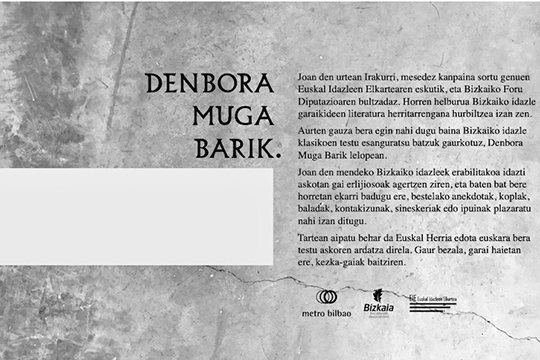 DENBORA
MUGA
BARIK.
Joan den urtean Irakurri, mesedez kanpaina sortu genuen
Euskal Idazleen Elkartearen eskutik, eta Bizkaiko Foru
Diputazioaren bultzadaz. Horren helburua Bizkaiko idazle
garaikideen literatura herritarrengana hurbiltzea izan zen.
Aurten gauza bera egin nahi dugu baina Bizkaiko idazle
klasikoen testu esanguratsu batzuk gaurkotuz, Denbora
Muga Barik lelopean.
Joan den mendeko Bizkaiko idazleek erabilitakoa idazti
askotan gai erlijiosoak agertzen ziren, eta baten bat bere
horretan ekarri badugu ere, bestelako anekdotak, koplak,
baladak, kontakizunak, sineskeriak edo ipuinak plazaratu
nahi izan ditugu.
Tartean aipatu behar da Euskal Herria edota euskara bera
testu askoren ardatza direla. Gaur bezala, garai haietan
ere, kezka-gaiak baitziren.
metro bilbao
Bizkaia
EIE Euskal Idazleen Elkartea